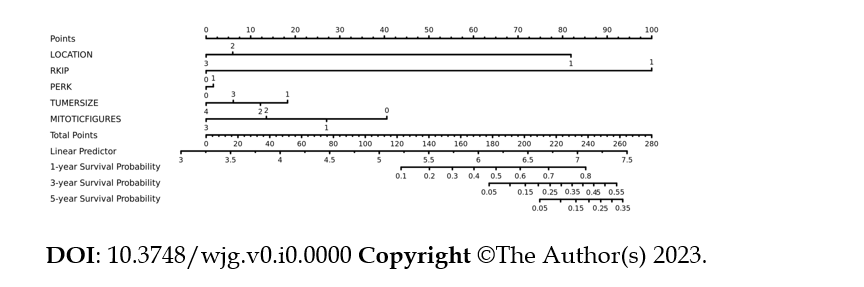 Points 0 10 20 30 40 50 60 70 80 90 100
2
LOCATION
3 1
RKIP 1
0 1
PERK
0
3 1
TUMERSIZE
4 2 2 0
MITOTICFIGURES
3 1
Total Points
0 20 40 60 80 100 120 140 160 180 200 220 240 260 280
Linear Predictor
3 3.5 4 4.5 5 5.5 6 6.5 7 7.5
1-year Survival Probability
0.1 0.2 0.3 0.4 0.5 0.6 0.7 0.8
3-year Survival Probability
0.05 0.15 0.25 0.35 0.45 0.55
5-year Survival Probability
0.05 0.15 0.25 0.35
DOI: 10.3748/wjg.v0.i0.0000 Copyright ©The Author(s) 2023.